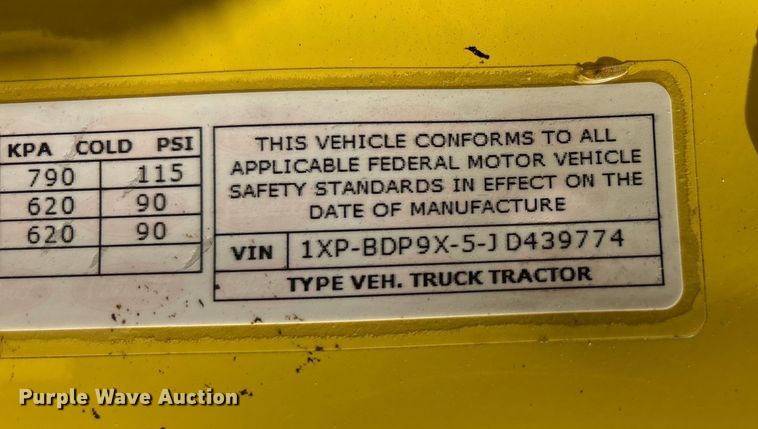 KPA COLD PSI
790 115
620 90
620 90
THIS VEHICLE CONFORMS TO ALL
APPLICABLE FEDERAL MOTOR VEHICLE
SAFETY STANDARDS IN EFFECT ON THE
DATE OF MANUFACTURE
VIN 1XP-BDP9X-5-JD439774
TYPE VEH. TRUCK TRACTOR
Purple Wave Auction